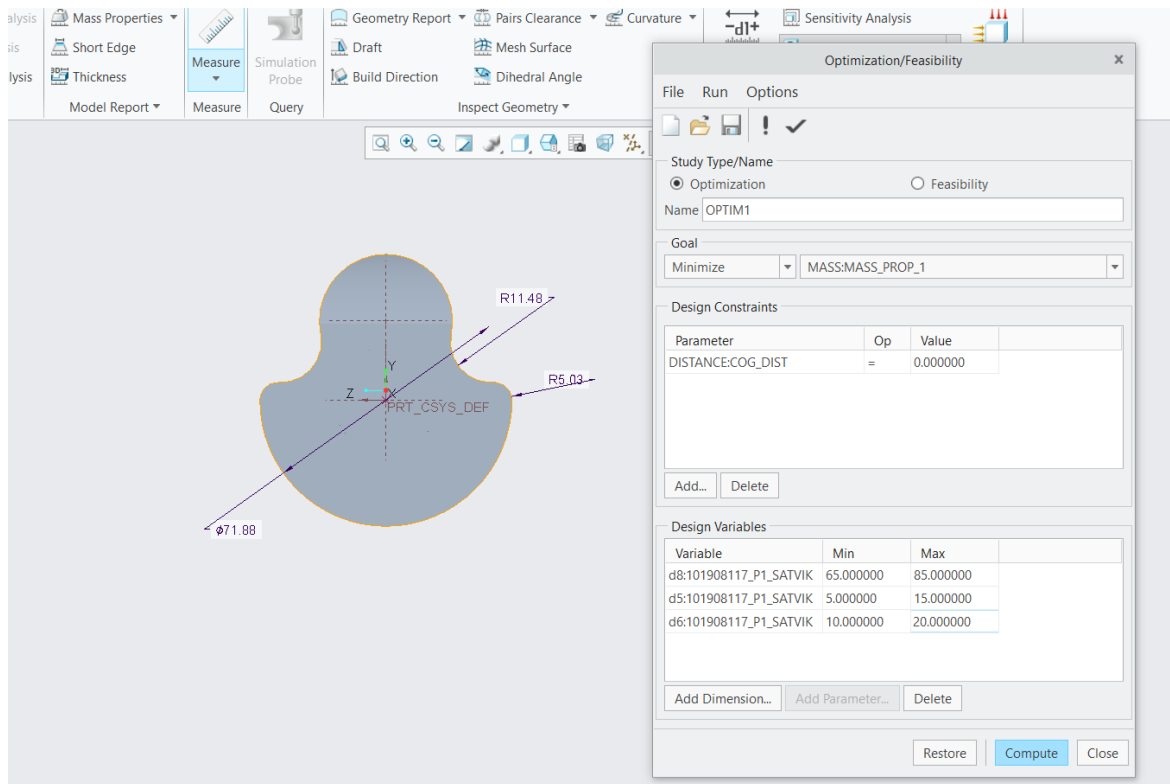 alysis
Mass Properties
Geometry Report
Pairs Clearance
Curvature
Sensitivity Analysis
sis
Short Edge
Draft
Mesh Surface
lysis
Thickness
Measure
Simulation
Probe
Build Direction
Dihedral Angle
Model Report
Measure
Query
Inspect Geometry
Optimization/Feasibility
File Run Options
Study Type/Name
Optimization
Feasibility
Name OPTIM1
Goal
Minimize
MASS:MASS_PROP_1
Design Constraints
Parameter Op Value
DISTANCE:COG_DIST = 0.000000
Add... Delete
Design Variables
Variable Min Max
d8:101908117_P1_SATVIK 65.000000 85.000000
d5:101908117_P1_SATVIK 5.000000 15.000000
d6:101908117_P1_SATVIK 10.000000 20.000000
Add Dimension... Add Parameter... Delete
Restore Compute Close
R11.48
Y
R5.03
Z X
PRT_CSYS_DEF
ϕ71.88